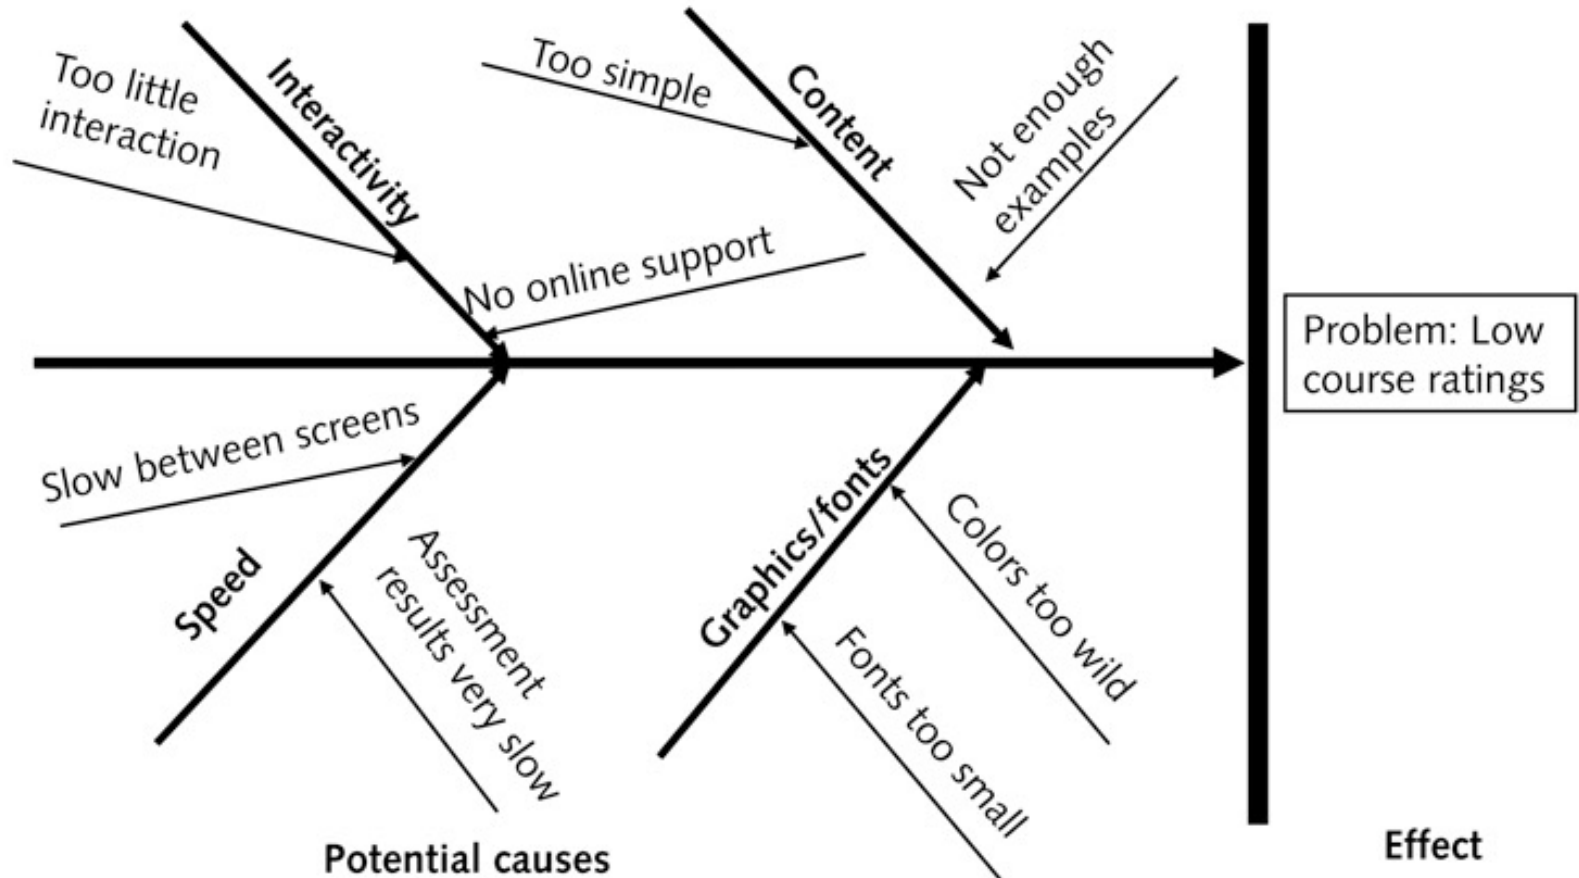 Too little
interaction
Interactivity
Too simple
Content
Not enough
examples
No online support
Problem: Low
course ratings
Slow between screens
Speed
Assessment
results very slow
Graphics/fonts
Colors too wild
Fonts too small
Potential causes
Effect